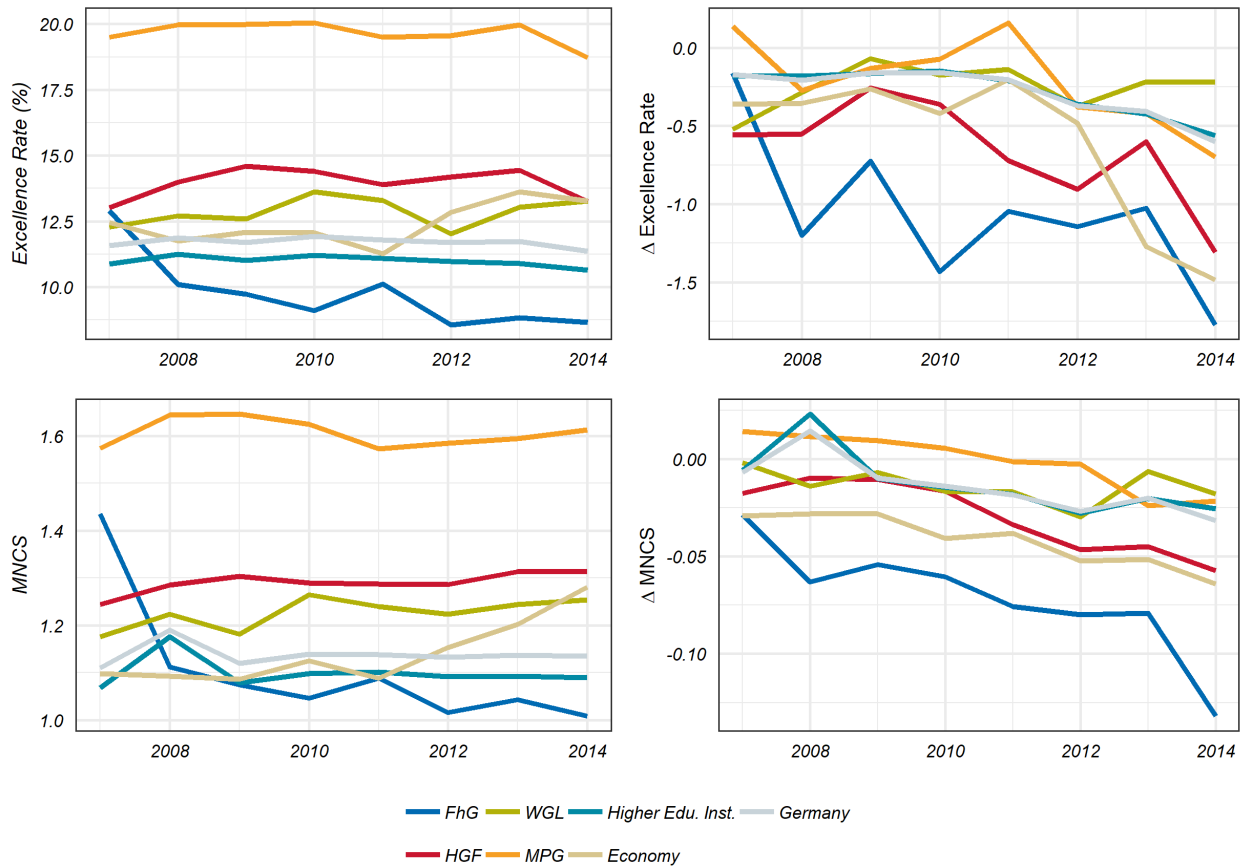 Excellence Rate (%)
20.0
17.5
15.0
12.5
10.0
2008 2010 2012 2014
Δ Excellence Rate
0.0
-0.5
-1.0
-1.5
2008 2010 2012 2014
MNCS
1.6
1.4
1.2
1.0
2008 2010 2012 2014
Δ MNCS
0.00
-0.05
-0.10
2008 2010 2012 2014
FhG WGL Higher Edu. Inst. Germany
HGF MPG Economy